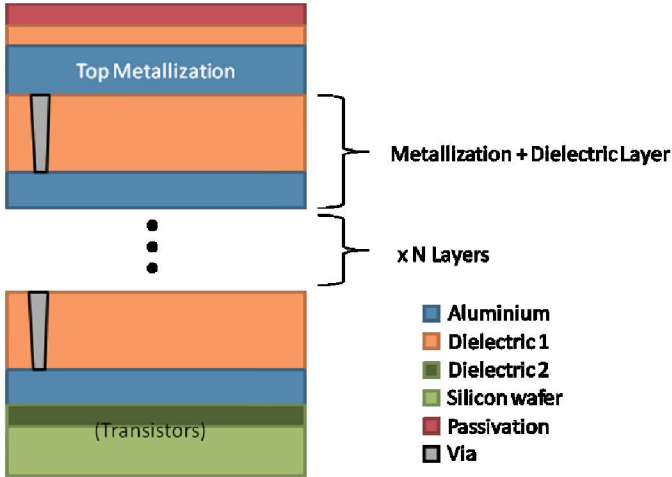 Top Metallization
Metallization + Dielectric Layer
x N Layers
Aluminium
Dielectric 1
Dielectric 2
Silicon wafer
(Transistors)
Passivation
Via